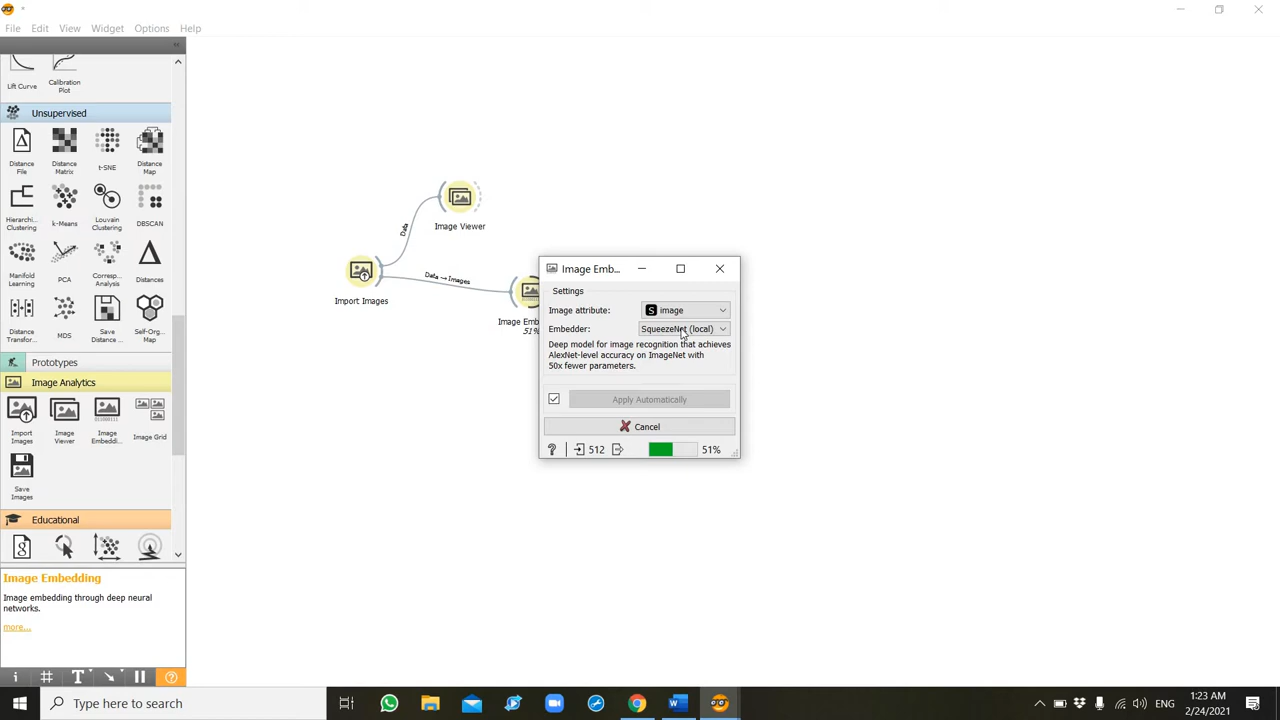 File Edit View Widget Options Help
Lift Curve
Calibration Plot
Unsupervised
Distance File
Distance Matrix
t-SNE
Distance Map
Hierarchi... Clustering
k-Means
Louvain Clustering
DBSCAN
Manifold Learning
PCA
Corresp... Analysis
Distances
Distance Transfor...
MDS
Save Distance ...
Self-Org... Map
Prototypes
Image Analytics
Import Images
Image Viewer
Image Embeddi...
Image Grid
Save Images
Educational
Image Embedding
Image embedding through deep neural
networks.
more...
Image Viewer
Data
Import Images
Data → Images
Image Emb
51%
Image Emb...
Settings
Image attribute: S image
Embedder: SqueezeNet (local)
Deep model for image recognition that achieves
AlexNet-level accuracy on ImageNet with
50x fewer parameters.
Apply Automatically
Cancel
? 512 51%
Type here to search
ENG
1:23 AM
2/24/2021